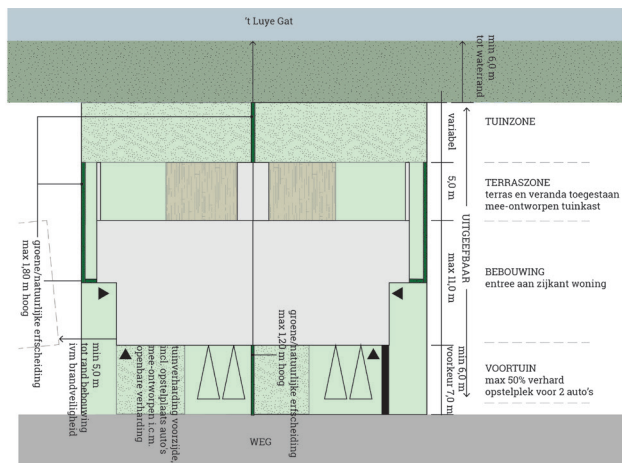 't Luye Gat
min 6,0 m
tot waterrand
variabel
TUINZONE
5,0 m
TERRASZONE
terras en veranda toegestaan
mee-ontworpen tuinkast
UITGEEFBAAR
groene/natuurlijke erfscheiding
max 1,80 m hoog
max 11,0 m
BEBOUWING
entree aan zijkant woning
groene/natuurlijke erfscheiding
max 1,20 m hoog
min 5,0 m
tot rand bebouwing
ivm brandveiligheid
tuinverharding voorzijde,
incl. opstelplaats auto's
mee-ontworpen i.c.m.
openbare verharding
min 6,0 m
voorkeur 7,0 m
VOORTUIN
max 50% verhard
opstelplek voor 2 auto's
WEG